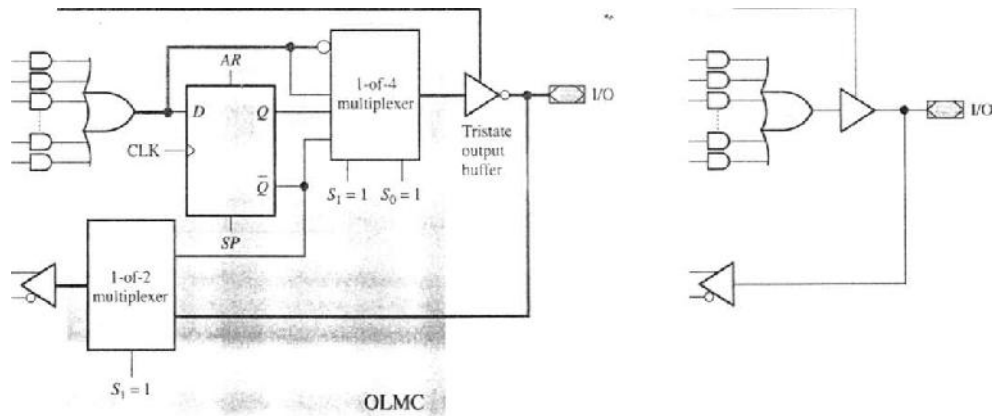 AR
1-of-4
multiplexer
I/O
I/O
D
Q
Tristate
output
buffer
CLK
Q̅
S₁ = 1
S₀ = 1
SP
1-of-2
multiplexer
S₁ = 1
OLMC